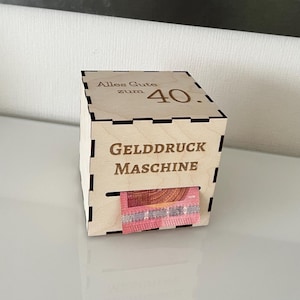 Alles Gute
zum 40.
GELDDRUCK
MASCHINE